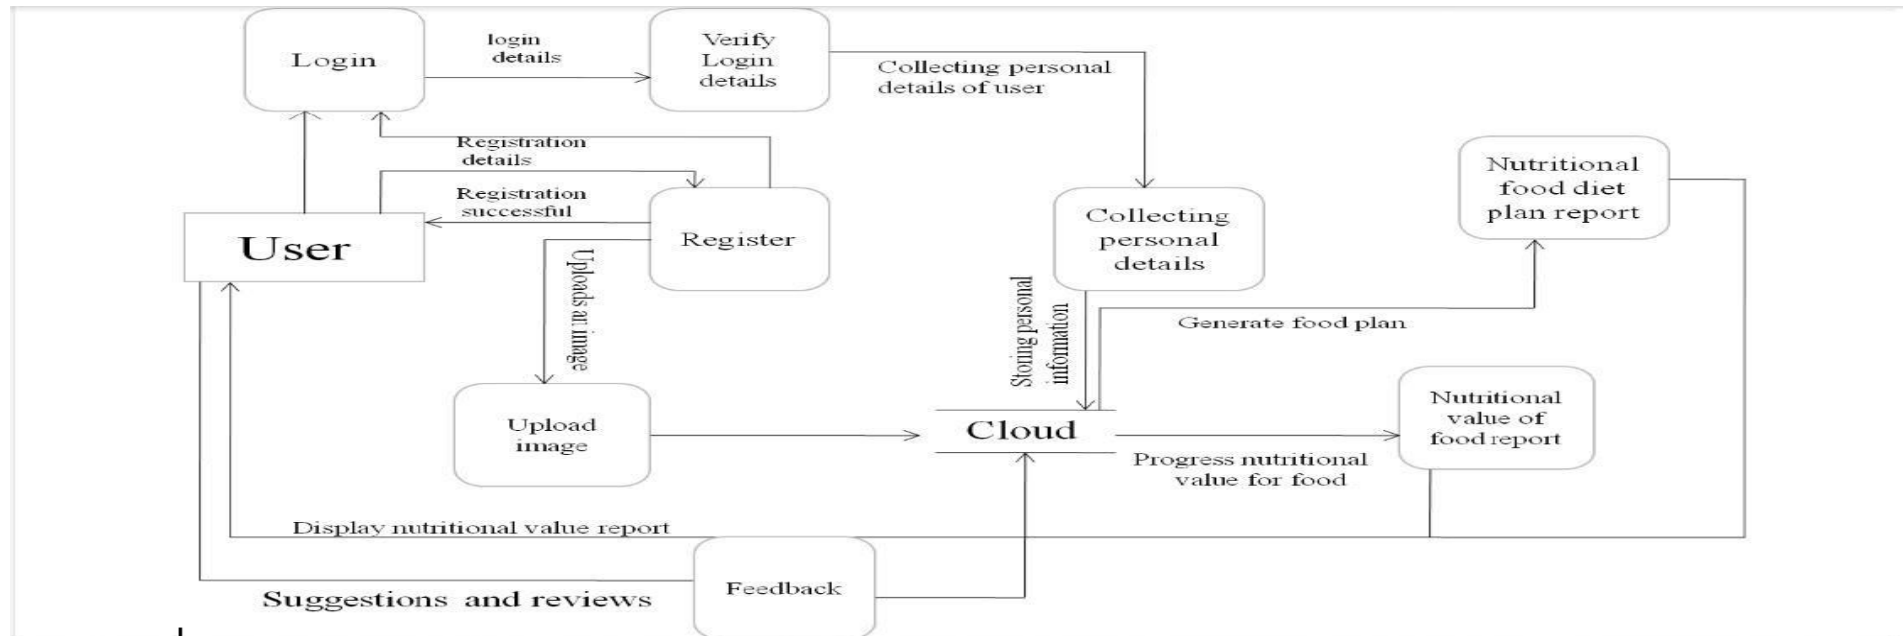 Login
login
details
Verify
Login
details
Collecting personal
details of user
Registration
details
Registration
successful
User
Register
Uploads an image
Collecting
personal
details
Nutritional
food diet
plan report
Storing personal
information
Generate food plan
Upload
image
Cloud
Nutritional
value of
food report
Progress nutritional
value for food
Display nutritional value report
Feedback
Suggestions and reviews